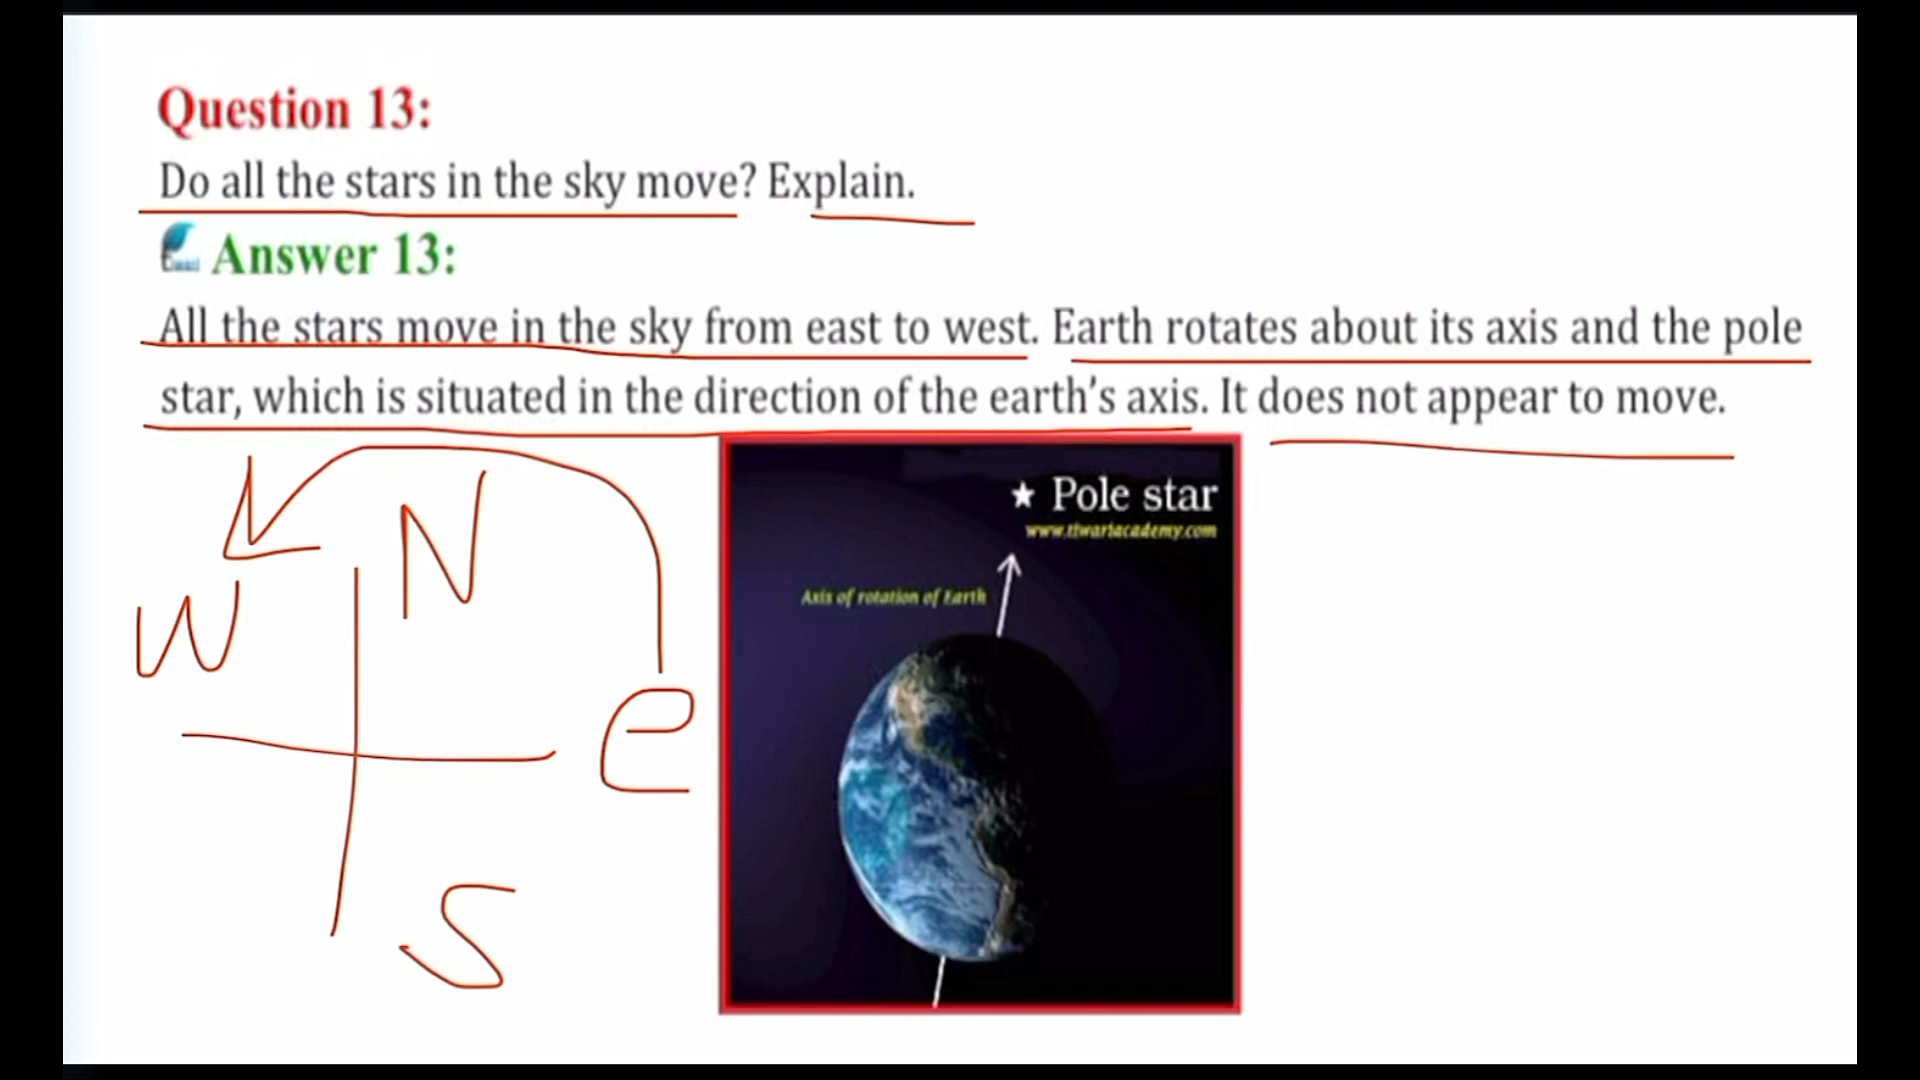 Question 13:
Do all the stars in the sky move? Explain.
Answer 13:
All the stars move in the sky from east to west. Earth rotates about its axis and the pole
star, which is situated in the direction of the earth's axis. It does not appear to move.
N
W
e
S
★ Pole star
www.tiwariacademy.com
Axis of rotation of Earth